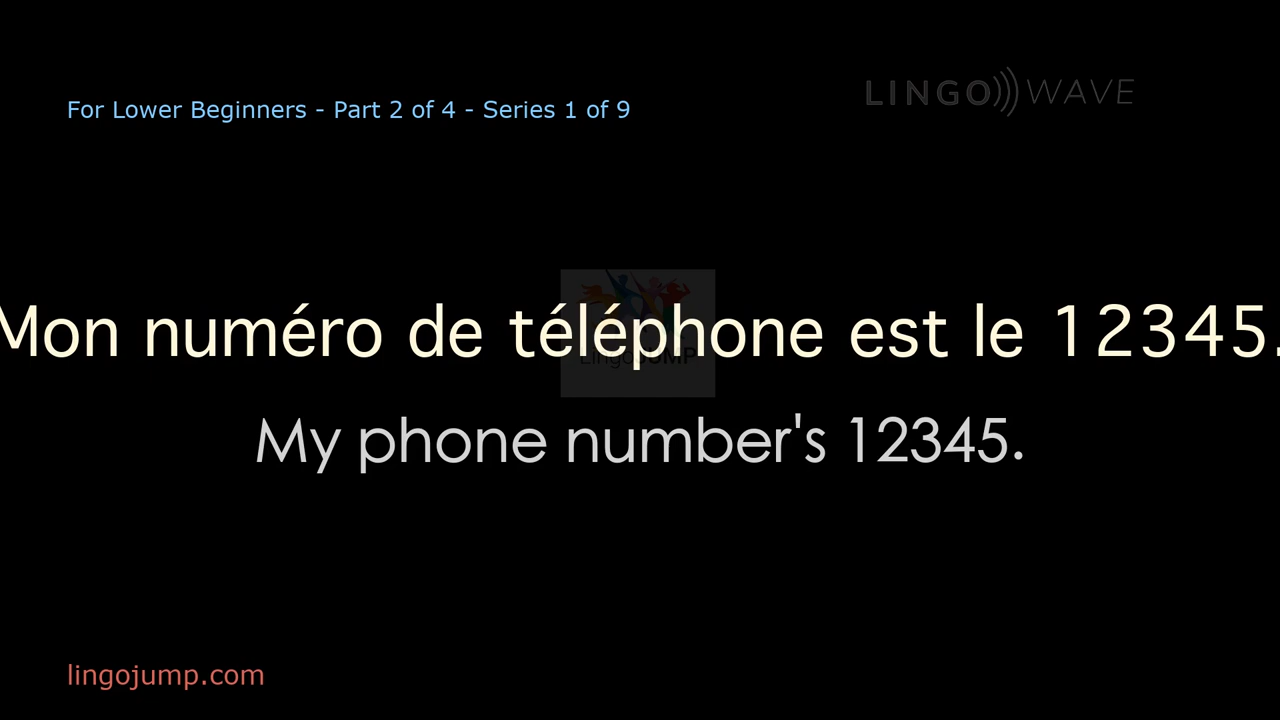 For Lower Beginners - Part 2 of 4 - Series 1 of 9
LINGO WAVE
Mon numéro de téléphone est le 12345.
LingoJUMP
My phone number's 12345.
lingojump.com